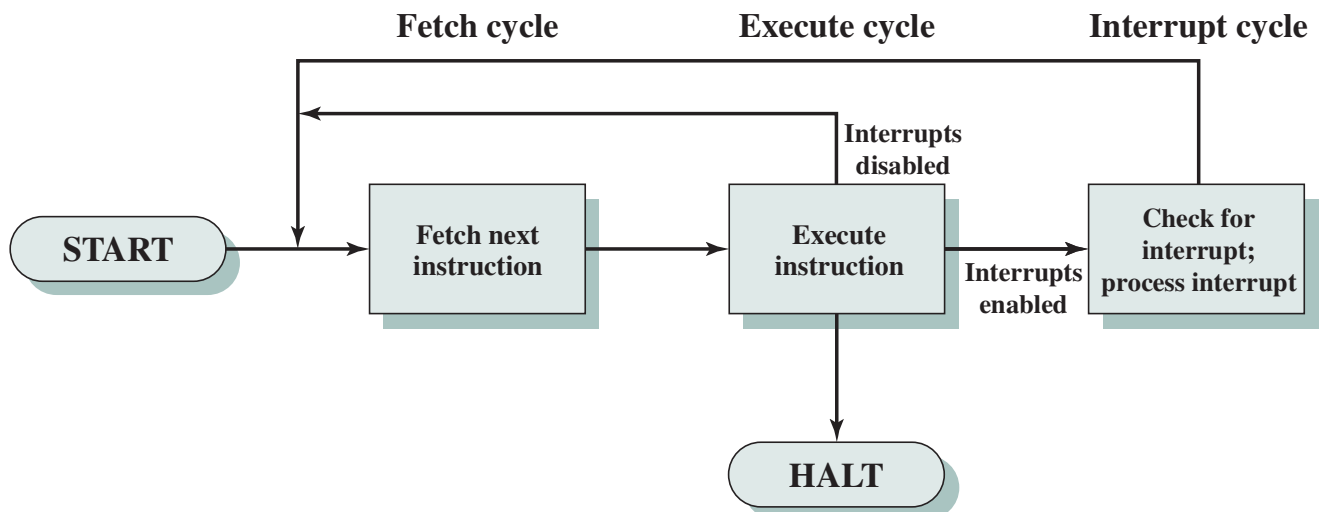 Fetch cycle
Execute cycle
Interrupt cycle
Interrupts
disabled
START
Fetch next
instruction
Execute
instruction
Interrupts
enabled
Check for
interrupt;
process interrupt
HALT